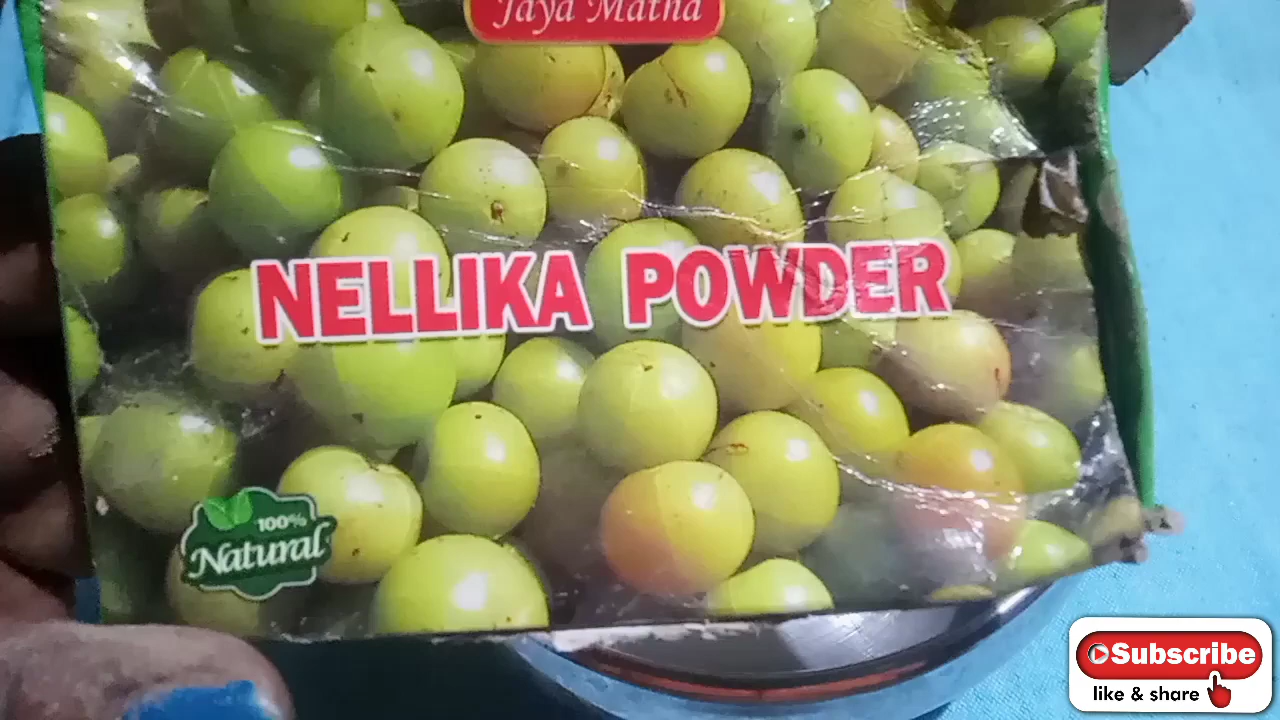 Jaya Matha
NELLIKA POWDER
100%
Natural
Subscribe
like & share